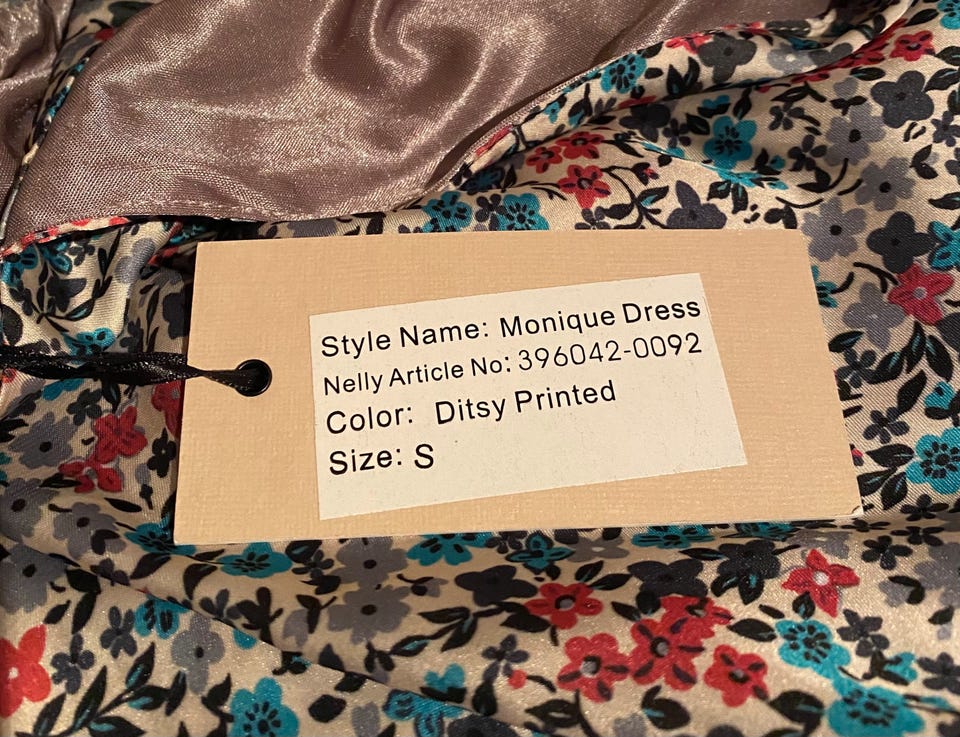 Style Name: Monique Dress
Nelly Article No: 396042-0092
Color: Ditsy Printed
Size: S